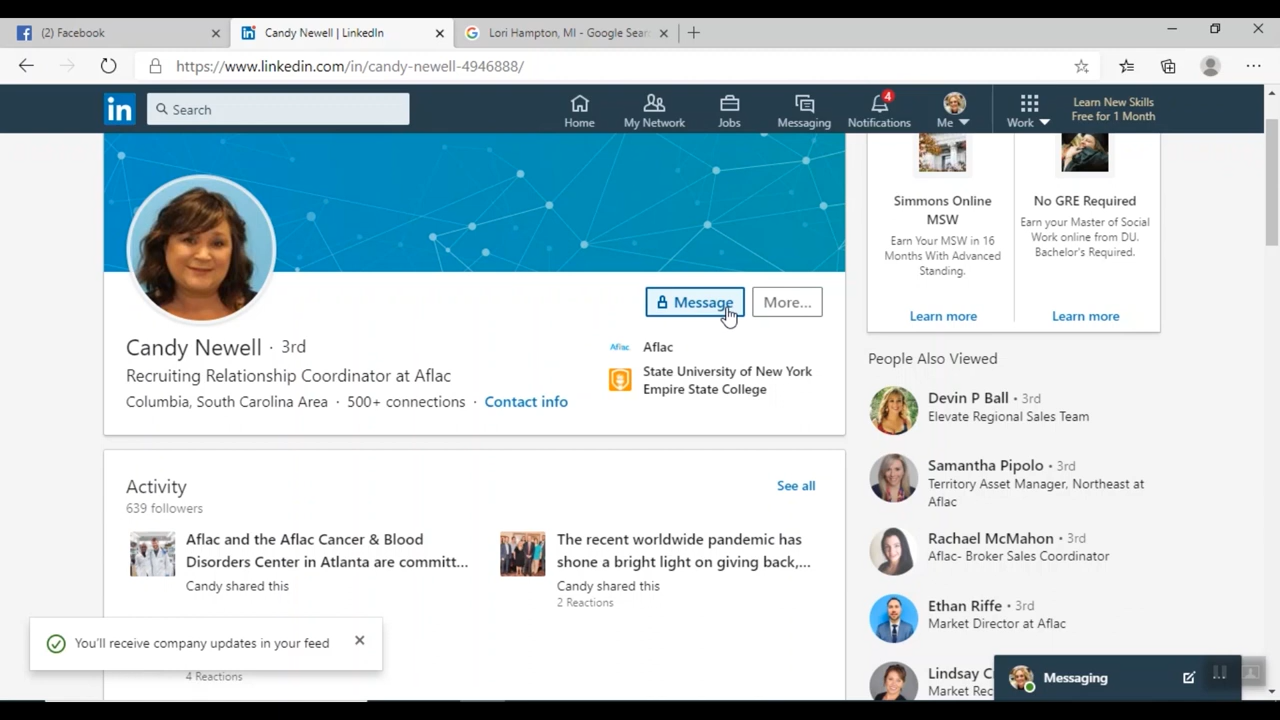 (2) Facebook
Candy Newell | LinkedIn
Lori Hampton, MI - Google Sear
https://www.linkedin.com/in/candy-newell-4946888/
in
Search
Home
My Network
Jobs
Messaging
4
Notifications
Me
Work
Learn New Skills
Free for 1 Month
Simmons Online
MSW
Earn Your MSW in 16
Months With Advanced
Standing.
Learn more
No GRE Required
Earn your Master of Social
Work online from DU.
Bachelor's Required.
Learn more
Message
More...
Candy Newell · 3rd
Recruiting Relationship Coordinator at Aflac
Columbia, South Carolina Area · 500+ connections · Contact info
Aflac
Aflac
State University of New York
Empire State College
People Also Viewed
Devin P Ball • 3rd
Elevate Regional Sales Team
Samantha Pipolo • 3rd
Territory Asset Manager, Northeast at
Aflac
Rachael McMahon • 3rd
Aflac- Broker Sales Coordinator
Ethan Riffe • 3rd
Market Director at Aflac
Lindsay C
Market Rec
Activity
See all
639 followers
Aflac and the Aflac Cancer & Blood
Disorders Center in Atlanta are committ...
Candy shared this
The recent worldwide pandemic has
shone a bright light on giving back,...
Candy shared this
2 Reactions
You'll receive company updates in your feed
4 Reactions
Messaging